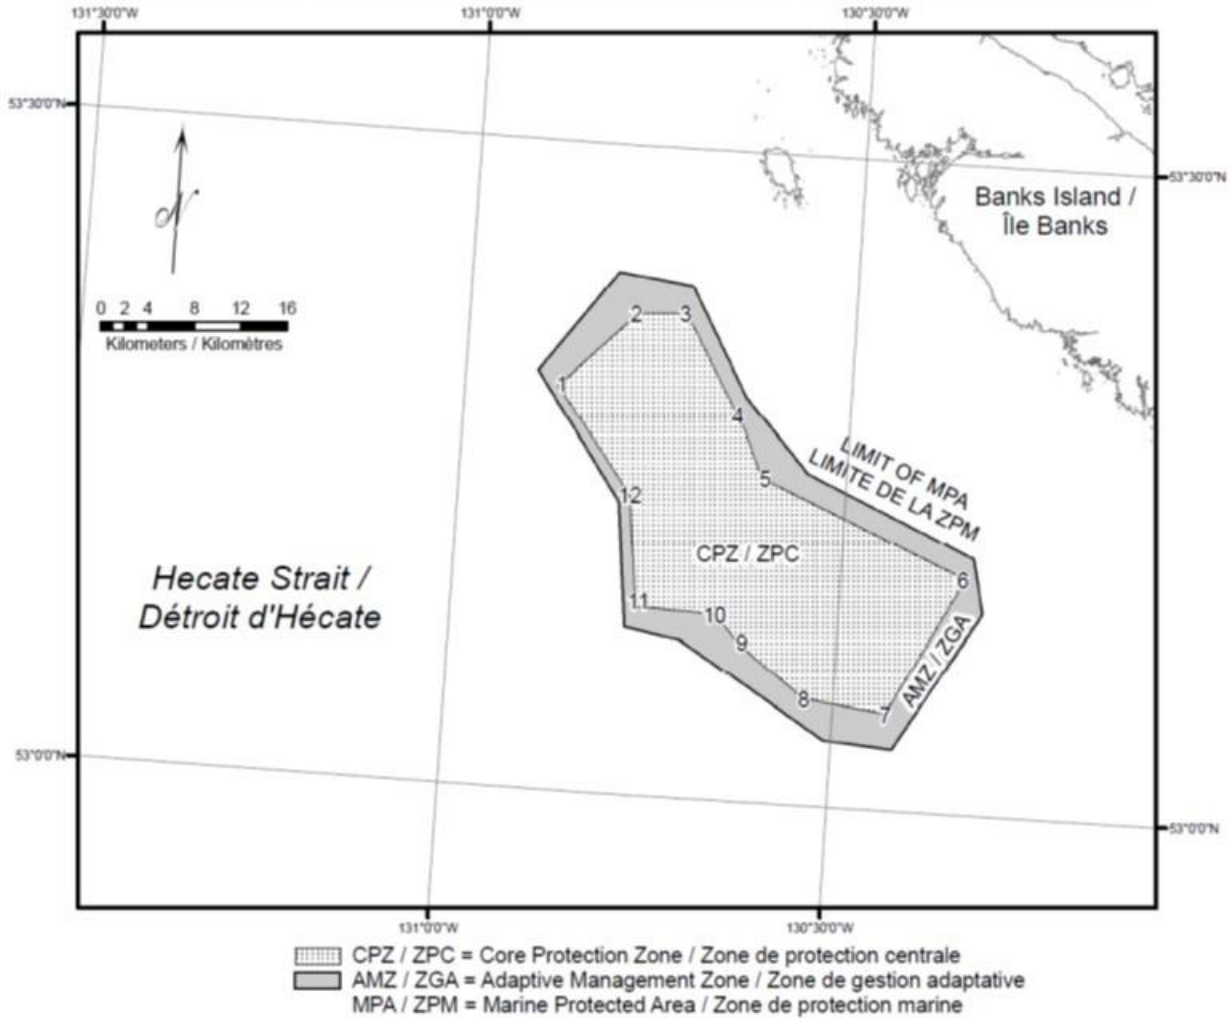 131°30'0"W 131°0'0"W 130°30'0"W
53°30'0"N
53°30'0"N
Banks Island /
Île Banks
N
0 2 4 8 12 16
Kilometers / Kilomètres
2 3
1
4
LIMIT OF MPA
LIMITE DE LA ZPM
5
12
CPZ / ZPC
Hecate Strait /
Détroit d'Hécate
6
11
10
9
AMZ / ZGA
8
7
53°0'0"N
53°0'0"N
131°0'0"W 130°30'0"W
CPZ / ZPC = Core Protection Zone / Zone de protection centrale
AMZ / ZGA = Adaptive Management Zone / Zone de gestion adaptative
MPA / ZPM = Marine Protected Area / Zone de protection marine